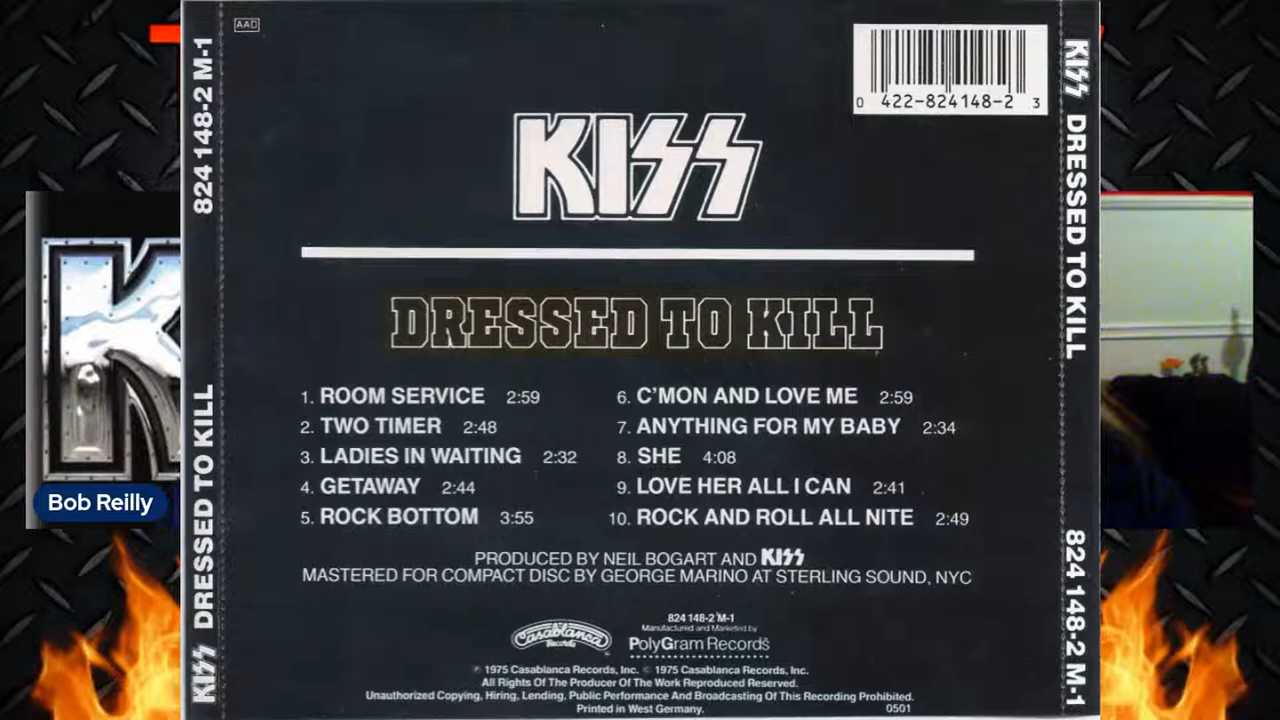 AAD
0 422-824148-2 3
KISS
DRESSED TO KILL
1. ROOM SERVICE 2:59
2. TWO TIMER 2:48
3. LADIES IN WAITING 2:32
4. GETAWAY 2:44
5. ROCK BOTTOM 3:55
6. C'MON AND LOVE ME 2:59
7. ANYTHING FOR MY BABY 2:34
8. SHE 4:08
9. LOVE HER ALL I CAN 2:41
10. ROCK AND ROLL ALL NITE 2:49
PRODUCED BY NEIL BOGART AND KISS
MASTERED FOR COMPACT DISC BY GEORGE MARINO AT STERLING SOUND, NYC
Casablanca
Records
824 148-2 M-1
Manufactured and Marketed by
PolyGram Records
℗ 1975 Casablanca Records, Inc. © 1975 Casablanca Records, Inc.
All Rights Of The Producer Of The Work Reproduced Reserved.
Unauthorized Copying, Hiring, Lending, Public Performance And Broadcasting Of This Recording Prohibited.
Printed in West Germany. 0501
KISS DRESSED TO KILL 824 148-2 M-1
KISS DRESSED TO KILL 824 148-2 M-1
Bob Reilly